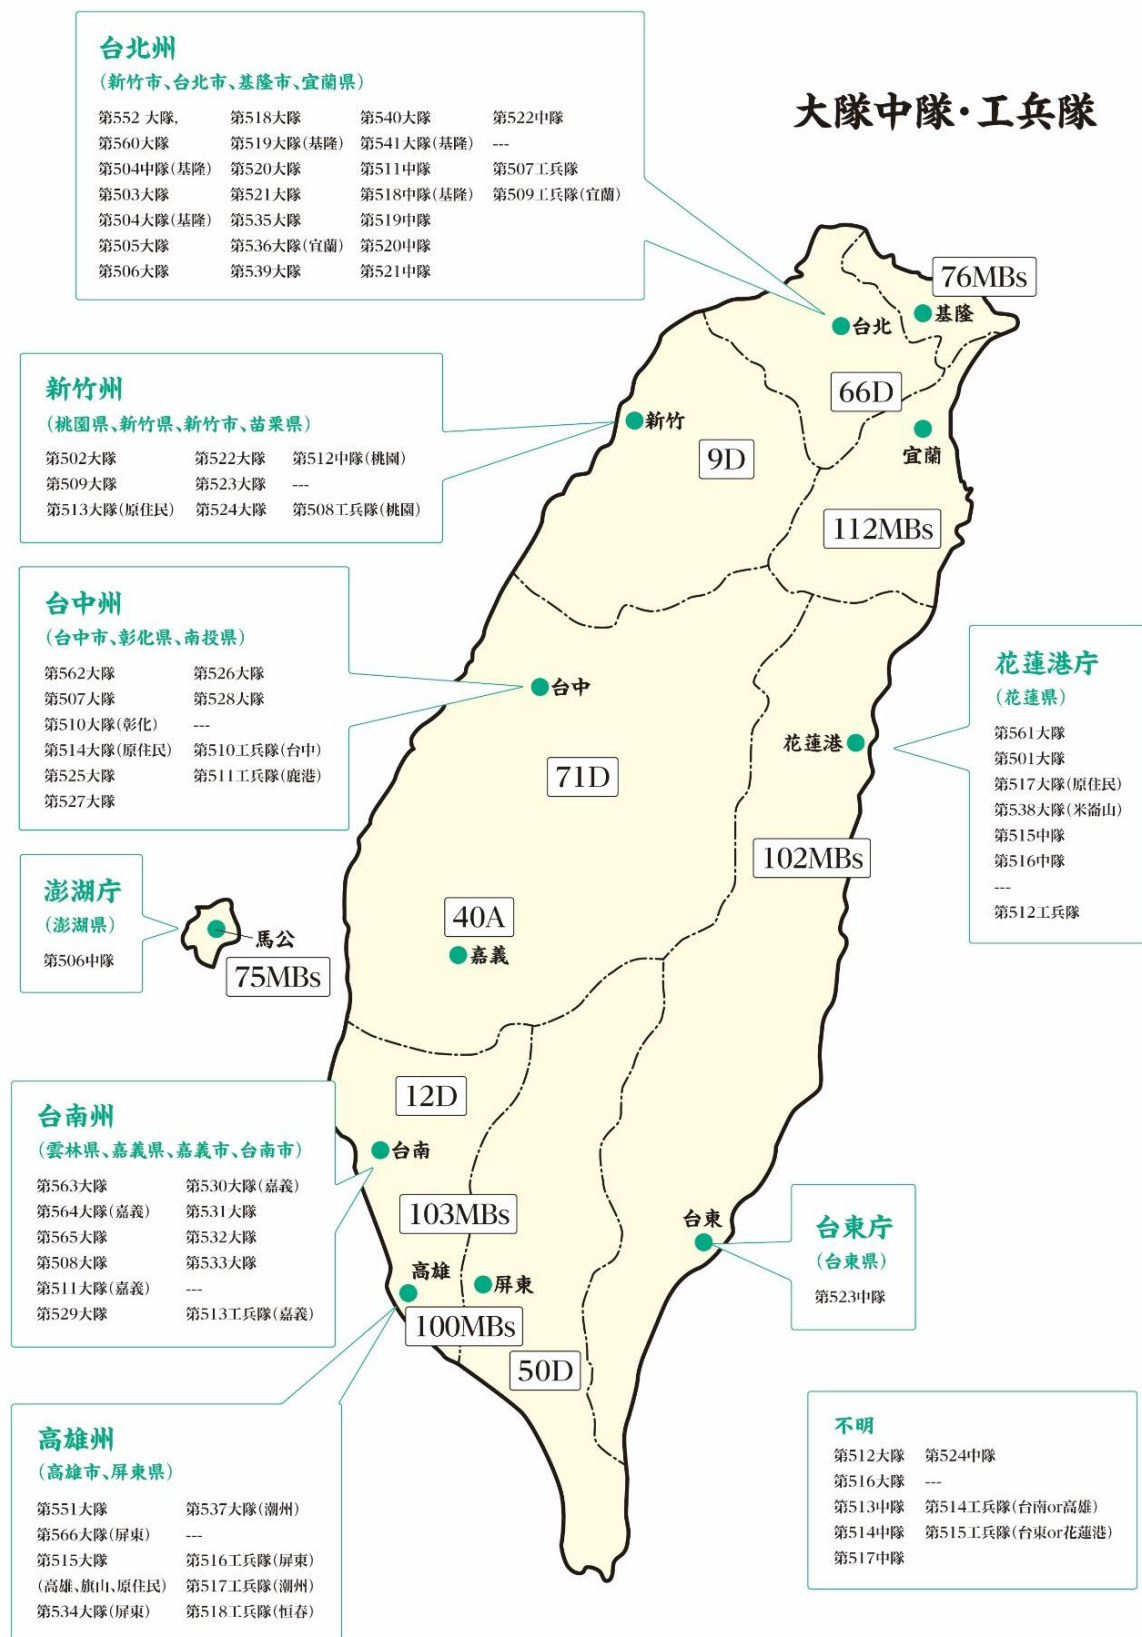 大隊中隊・工兵隊
台北州
(新竹市、台北市、基隆市、宜蘭県)
第552 大隊,
第560大隊
第504中隊(基隆)
第503大隊
第504大隊(基隆)
第505大隊
第506大隊
第518大隊
第519大隊(基隆)
第520大隊
第521大隊
第535大隊
第536大隊(宜蘭)
第539大隊
第540大隊
第541大隊(基隆)
第511中隊
第518中隊(基隆)
第519中隊
第520中隊
第521中隊
第522中隊
---
第507工兵隊
第509工兵隊(宜蘭)
新竹州
(桃園県、新竹県、新竹市、苗栗県)
第502大隊
第509大隊
第513大隊(原住民)
第522大隊
第523大隊
第524大隊
第512中隊(桃園)
---
第508工兵隊(桃園)
台中州
(台中市、彰化県、南投県)
第562大隊
第507大隊
第510大隊(彰化)
第514大隊(原住民)
第525大隊
第527大隊
第526大隊
第528大隊
---
第510工兵隊(台中)
第511工兵隊(鹿港)
澎湖庁
(澎湖県)
第506中隊
台南州
(雲林県、嘉義県、嘉義市、台南市)
第563大隊
第564大隊(嘉義)
第565大隊
第508大隊
第511大隊(嘉義)
第529大隊
第530大隊(嘉義)
第531大隊
第532大隊
第533大隊
---
第513工兵隊(嘉義)
高雄州
(高雄市、屏東県)
第551大隊
第566大隊(屏東)
第515大隊
(高雄、旗山、原住民)
第534大隊(屏東)
第537大隊(潮州)
---
第516工兵隊(屏東)
第517工兵隊(潮州)
第518工兵隊(恒春)
花蓮港庁
(花蓮県)
第561大隊
第501大隊
第517大隊(原住民)
第538大隊(米崙山)
第515中隊
第516中隊
---
第512工兵隊
台東庁
(台東県)
第523中隊
不明
第512大隊
第516大隊
第513中隊
第514中隊
第517中隊
第524中隊
---
第514工兵隊(台南or高雄)
第515工兵隊(台東or花蓮港)
76MBs
基隆
台北
66D
新竹
宜蘭
9D
112MBs
台中
花蓮港
71D
102MBs
40A
嘉義
馬公
75MBs
12D
台南
103MBs
台東
高雄
屏東
100MBs
50D